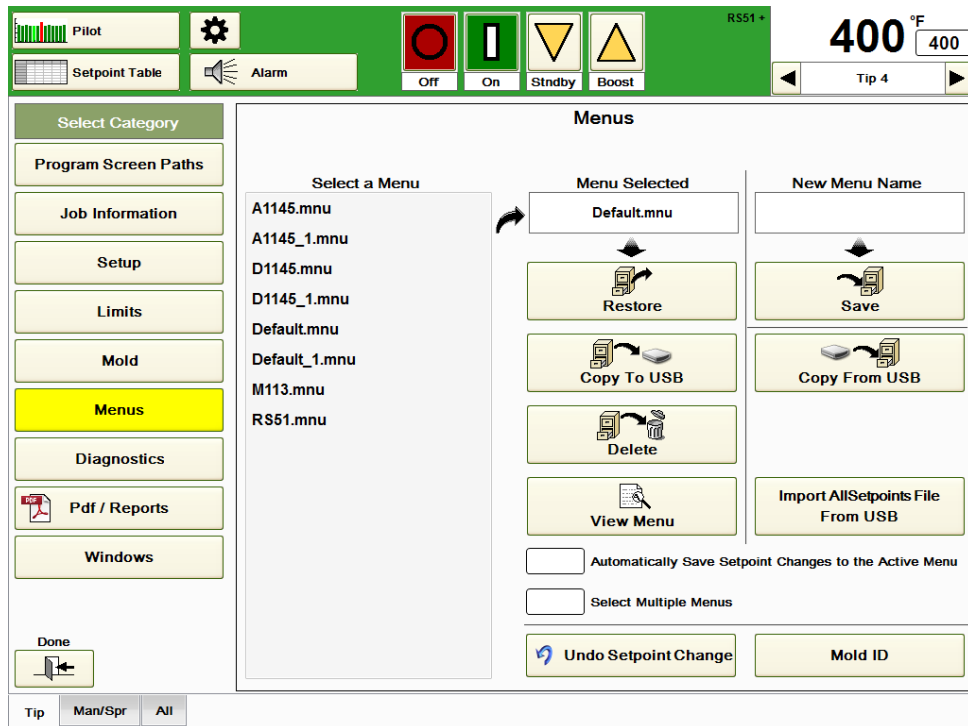 Pilot
Setpoint Table
Alarm
Off
On
Stndby
Boost
RS51 +
400 °F
400
Tip 4
Select Category
Program Screen Paths
Job Information
Setup
Limits
Mold
Menus
Diagnostics
PDF
Pdf / Reports
Windows
Done
Menus
Select a Menu
A1145.mnu
A1145_1.mnu
D1145.mnu
D1145_1.mnu
Default.mnu
Default_1.mnu
M113.mnu
RS51.mnu
Menu Selected
Default.mnu
Restore
Copy To USB
Delete
View Menu
New Menu Name
Save
Copy From USB
Import AllSetpoints File
From USB
Automatically Save Setpoint Changes to the Active Menu
Select Multiple Menus
Undo Setpoint Change
Mold ID
Tip
Man/Spr
All